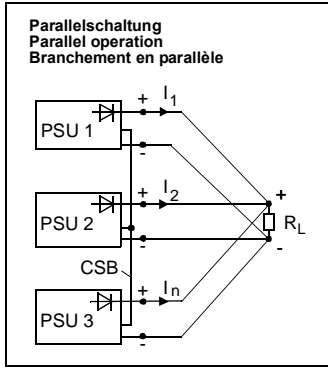 Parallelschaltung
Parallel operation
Branchement en parallèle
+ I1
PSU 1
-
+ I2
+
PSU 2
RL
-
-
CSB
+ In
PSU 3
-